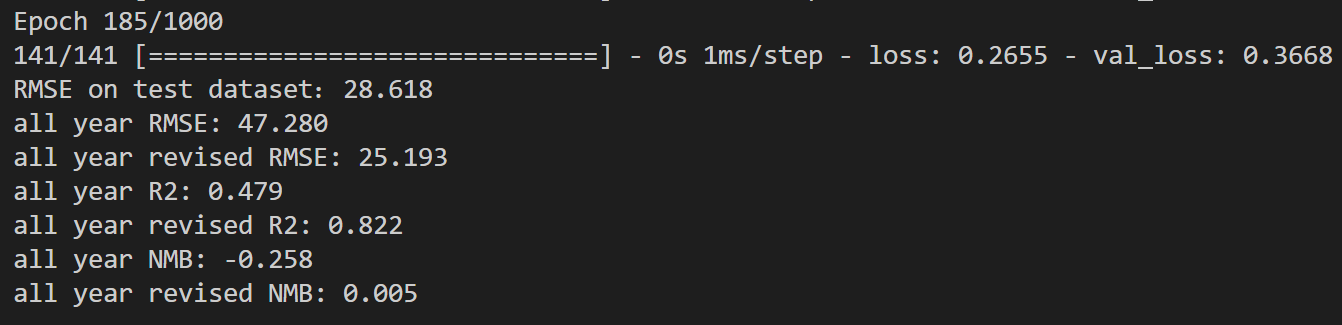 Epoch 185/1000
141/141 [==============================] - 0s 1ms/step - loss: 0.2655 - val_loss: 0.3668
RMSE on test dataset: 28.618
all year RMSE: 47.280
all year revised RMSE: 25.193
all year R2: 0.479
all year revised R2: 0.822
all year NMB: -0.258
all year revised NMB: 0.005